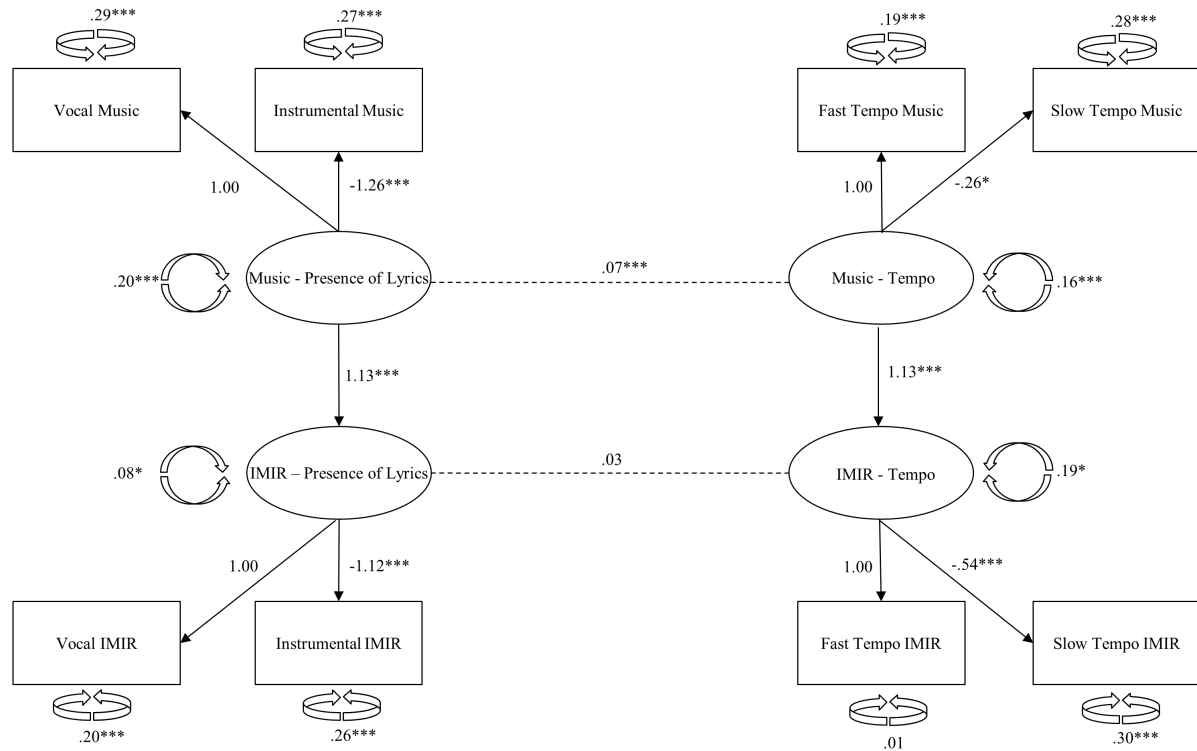 .29***
.27***
.19***
.28***
Vocal Music
Instrumental Music
Fast Tempo Music
Slow Tempo Music
1.00
-1.26***
1.00
-.26*
.20***
Music - Presence of Lyrics
.07***
Music - Tempo
.16***
1.13***
1.13***
.08*
IMIR – Presence of Lyrics
.03
IMIR - Tempo
.19*
1.00
-1.12***
1.00
-.54***
Vocal IMIR
Instrumental IMIR
Fast Tempo IMIR
Slow Tempo IMIR
.20***
.26***
.01
.30***